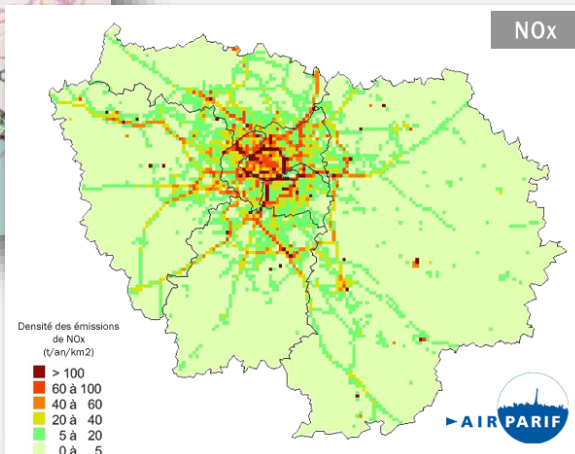 NOx
Densité des émissions
de NOx
(t/an/km2)
> 100
60 à 100
40 à 60
20 à 40
5 à 20
0 à 5
AIRPARIF